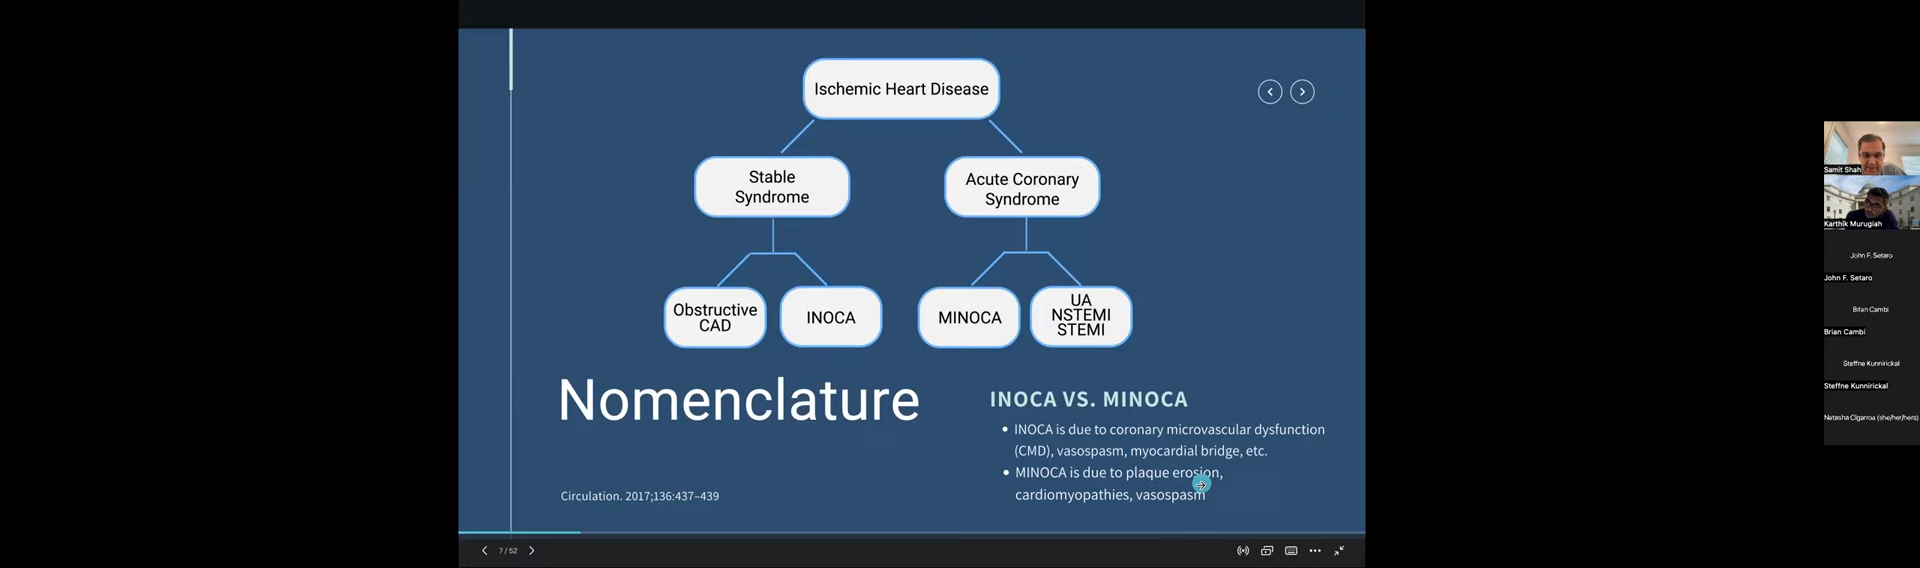 Ischemic Heart Disease
Stable
Syndrome
Acute Coronary
Syndrome
Obstructive
CAD
INOCA
MINOCA
UA
NSTEMI
STEMI
Nomenclature
INOCA VS. MINOCA
• INOCA is due to coronary microvascular dysfunction
(CMD), vasospasm, myocardial bridge, etc.
• MINOCA is due to plaque erosion,
cardiomyopathies, vasospasm
Circulation. 2017;136:437–439
7 / 52
Samit Shah
Karthik Murugiah
John F. Setaro
John F. Setaro
Brian Cambi
Brian Cambi
Steffne Kunnirickal
Steffne Kunnirickal
Natasha Cigarroa (she/her/hers)